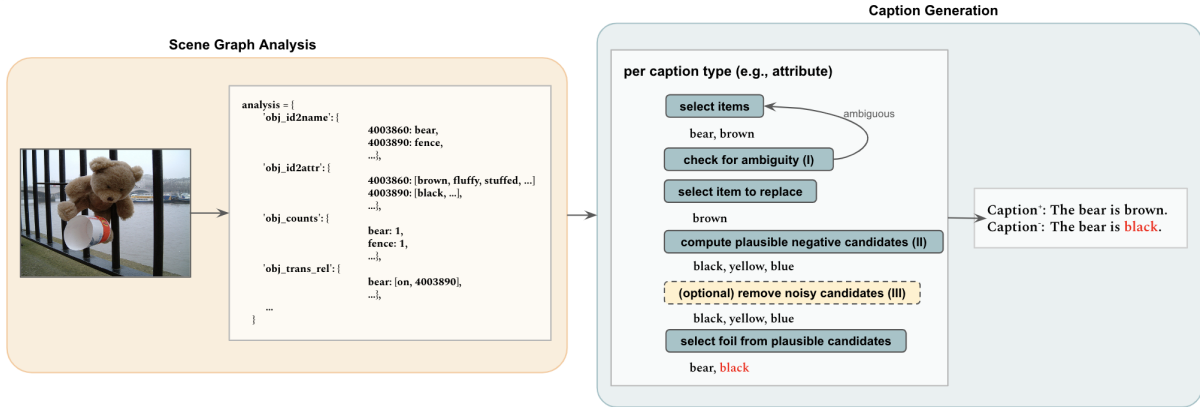 Scene Graph Analysis
analysis = {
'obj_id2name': {
4003860: bear,
4003890: fence,
...},
'obj_id2attr': {
4003860: [brown, fluffy, stuffed, ...]
4003890: [black, ...],
...},
'obj_counts': {
bear: 1,
fence: 1,
...},
'obj_trans_rel': {
bear: [on, 4003890],
...},
...
}
Caption Generation
per caption type (e.g., attribute)
select items
ambiguous
bear, brown
check for ambiguity (I)
select item to replace
brown
compute plausible negative candidates (II)
black, yellow, blue
(optional) remove noisy candidates (III)
black, yellow, blue
select foil from plausible candidates
bear, black
Caption⁺: The bear is brown.
Caption⁻: The bear is black.